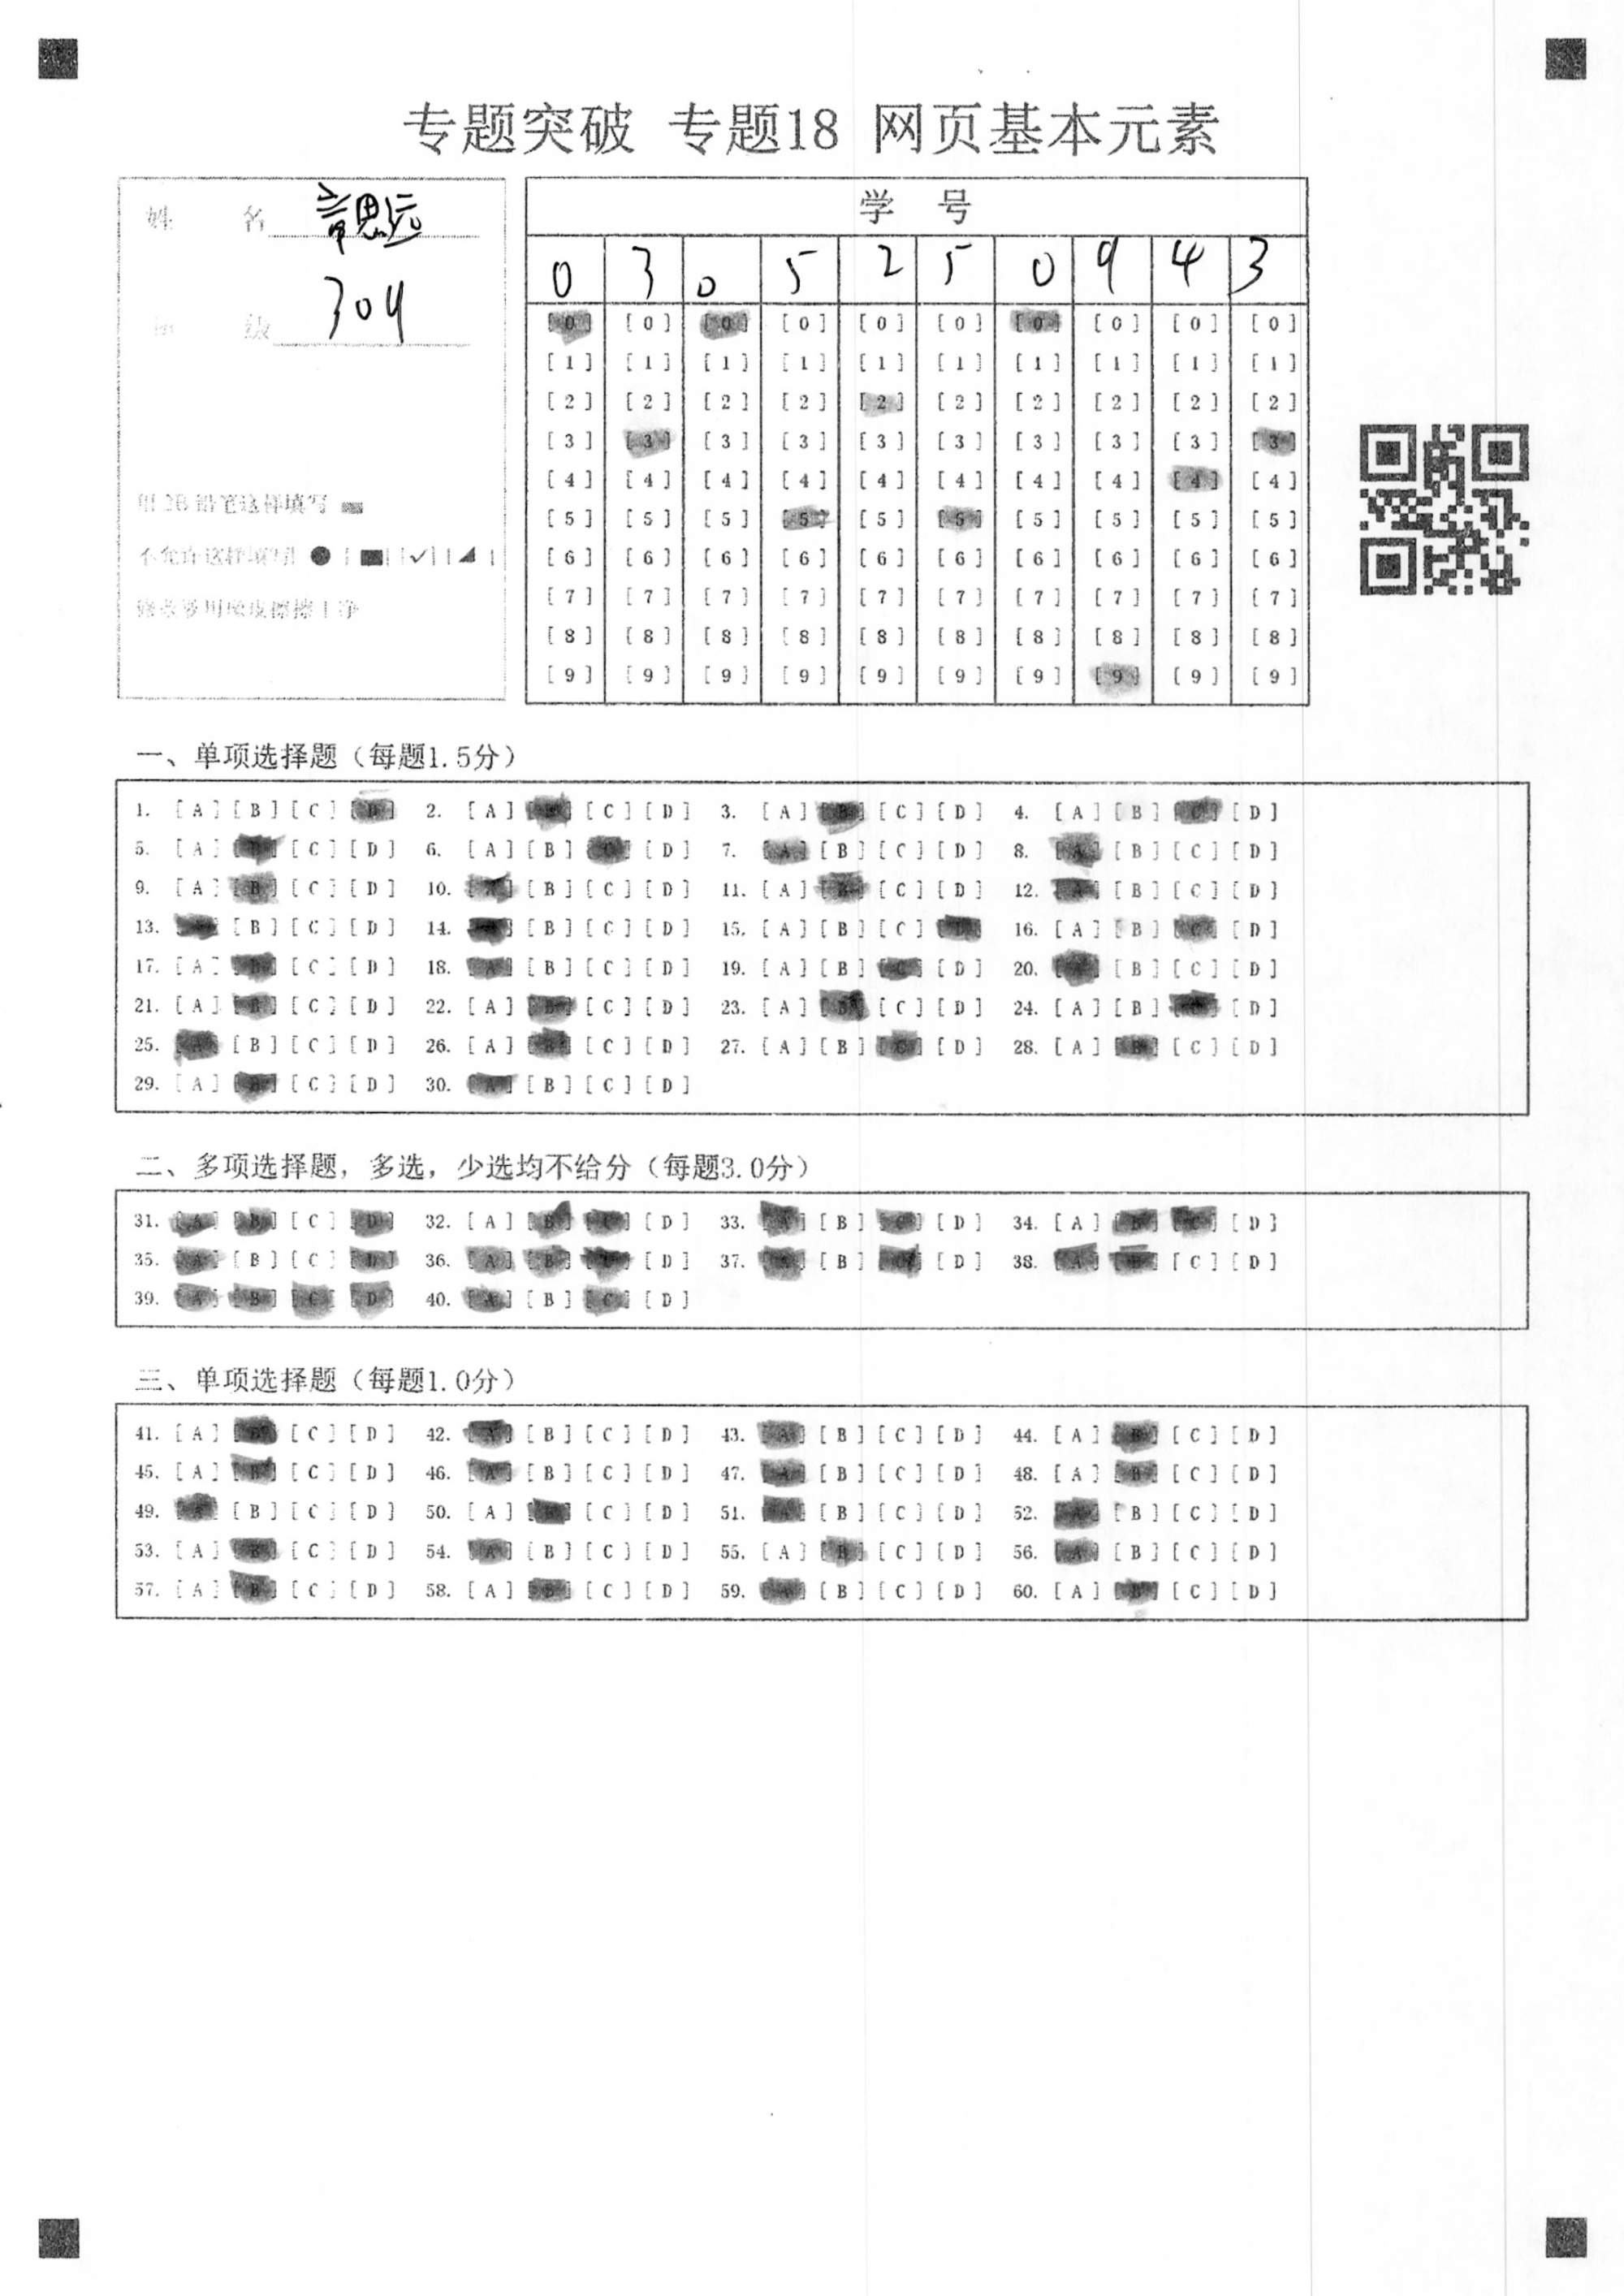 专题突破 专题18 网页基本元素
姓 名 思远
级 304
用2B铅笔这样填写
不允许这样填写
修改要用橡皮擦擦干净
学 号
0 3 0 5 2 5 0 9 4 3
[0] [0] [0] [0] [0] [0] [0] [0] [0] [0]
[1] [1] [1] [1] [1] [1] [1] [1] [1] [1]
[2] [2] [2] [2] [2] [2] [2] [2] [2] [2]
[3] [3] [3] [3] [3] [3] [3] [3] [3] [3]
[4] [4] [4] [4] [4] [4] [4] [4] [4] [4]
[5] [5] [5] [5] [5] [5] [5] [5] [5] [5]
[6] [6] [6] [6] [6] [6] [6] [6] [6] [6]
[7] [7] [7] [7] [7] [7] [7] [7] [7] [7]
[8] [8] [8] [8] [8] [8] [8] [8] [8] [8]
[9] [9] [9] [9] [9] [9] [9] [9] [9] [9]
一、单项选择题（每题1.5分）
1. [A] [B] [C] [D] 2. [A] [B] [C] [D] 3. [A] [B] [C] [D] 4. [A] [B] [C] [D]
5. [A] [B] [C] [D] 6. [A] [B] [C] [D] 7. [A] [B] [C] [D] 8. [A] [B] [C] [D]
9. [A] [B] [C] [D] 10. [A] [B] [C] [D] 11. [A] [B] [C] [D] 12. [A] [B] [C] [D]
13. [A] [B] [C] [D] 14. [A] [B] [C] [D] 15. [A] [B] [C] [D] 16. [A] [B] [C] [D]
17. [A] [B] [C] [D] 18. [A] [B] [C] [D] 19. [A] [B] [C] [D] 20. [A] [B] [C] [D]
21. [A] [B] [C] [D] 22. [A] [B] [C] [D] 23. [A] [B] [C] [D] 24. [A] [B] [C] [D]
25. [A] [B] [C] [D] 26. [A] [B] [C] [D] 27. [A] [B] [C] [D] 28. [A] [B] [C] [D]
29. [A] [B] [C] [D] 30. [A] [B] [C] [D]
二、多项选择题，多选，少选均不给分（每题3.0分）
31. [A] [B] [C] [D] 32. [A] [B] [C] [D] 33. [A] [B] [C] [D] 34. [A] [B] [C] [D]
35. [A] [B] [C] [D] 36. [A] [B] [C] [D] 37. [A] [B] [C] [D] 38. [A] [B] [C] [D]
39. [A] [B] [C] [D] 40. [A] [B] [C] [D]
三、单项选择题（每题1.0分）
41. [A] [B] [C] [D] 42. [A] [B] [C] [D] 43. [A] [B] [C] [D] 44. [A] [B] [C] [D]
45. [A] [B] [C] [D] 46. [A] [B] [C] [D] 47. [A] [B] [C] [D] 48. [A] [B] [C] [D]
49. [A] [B] [C] [D] 50. [A] [B] [C] [D] 51. [A] [B] [C] [D] 52. [A] [B] [C] [D]
53. [A] [B] [C] [D] 54. [A] [B] [C] [D] 55. [A] [B] [C] [D] 56. [A] [B] [C] [D]
57. [A] [B] [C] [D] 58. [A] [B] [C] [D] 59. [A] [B] [C] [D] 60. [A] [B] [C] [D]